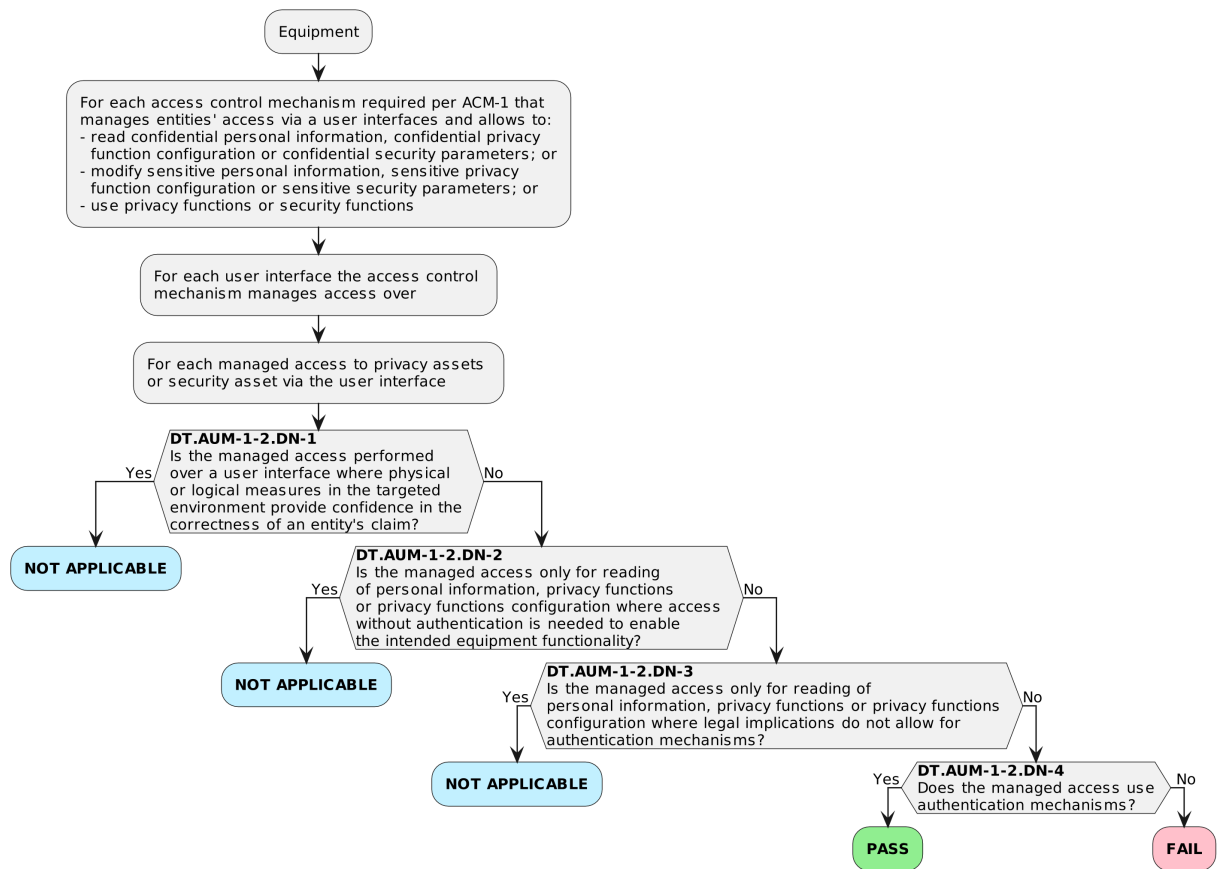 Equipment
For each access control mechanism required per ACM-1 that
manages entities' access via a user interfaces and allows to:
- read confidential personal information, confidential privacy
function configuration or confidential security parameters; or
- modify sensitive personal information, sensitive privacy
function configuration or sensitive security parameters; or
- use privacy functions or security functions
For each user interface the access control
mechanism manages access over
For each managed access to privacy assets
or security asset via the user interface
DT.AUM-1-2.DN-1
Is the managed access performed
over a user interface where physical
or logical measures in the targeted
environment provide confidence in the
correctness of an entity's claim?
Yes
No
NOT APPLICABLE
DT.AUM-1-2.DN-2
Is the managed access only for reading
of personal information, privacy functions
or privacy functions configuration where access
without authentication is needed to enable
the intended equipment functionality?
Yes
No
NOT APPLICABLE
DT.AUM-1-2.DN-3
Is the managed access only for reading of
personal information, privacy functions or privacy functions
configuration where legal implications do not allow for
authentication mechanisms?
Yes
No
NOT APPLICABLE
DT.AUM-1-2.DN-4
Does the managed access use
authentication mechanisms?
Yes
No
PASS
FAIL